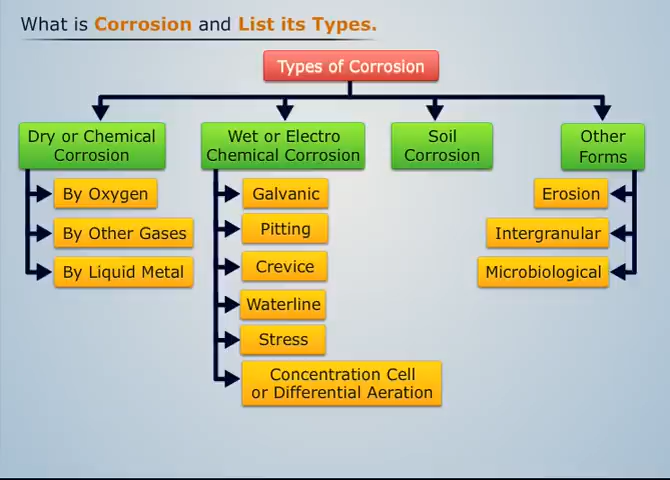 What is Corrosion and List its Types.
Types of Corrosion
Dry or Chemical
Corrosion
By Oxygen
By Other Gases
By Liquid Metal
Wet or Electro
Chemical Corrosion
Galvanic
Pitting
Crevice
Waterline
Stress
Concentration Cell
or Differential Aeration
Soil
Corrosion
Other
Forms
Erosion
Intergranular
Microbiological